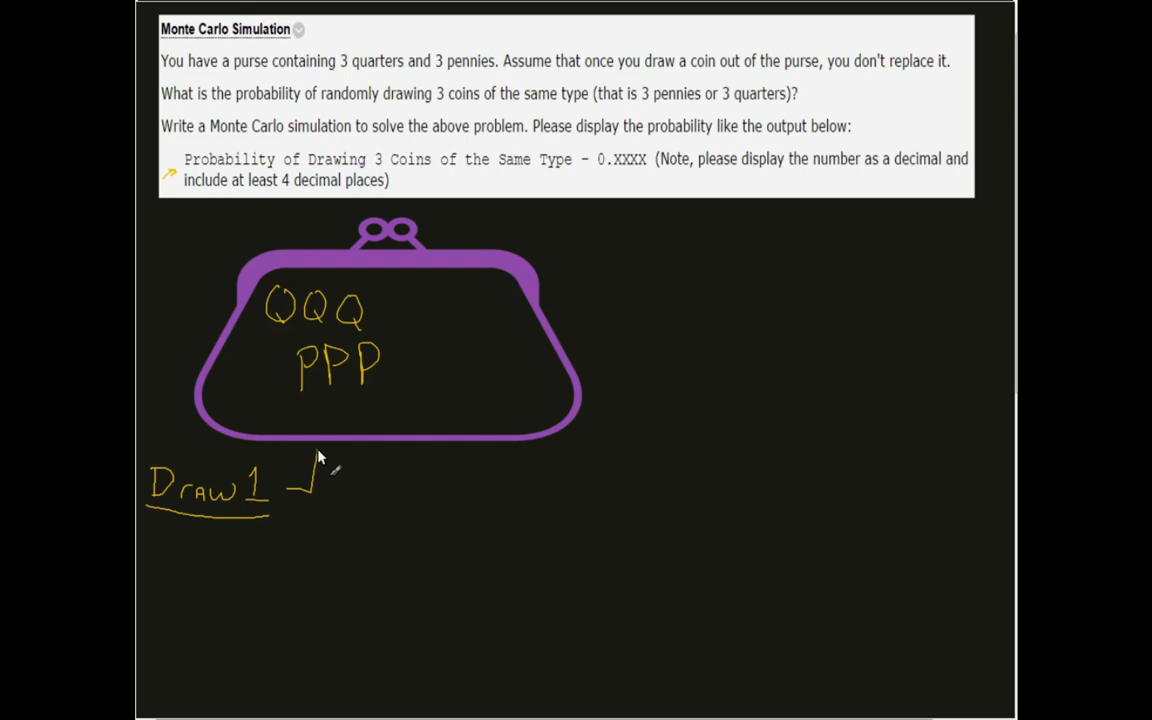 Monte Carlo Simulation
You have a purse containing 3 quarters and 3 pennies. Assume that once you draw a coin out of the purse, you don't replace it.
What is the probability of randomly drawing 3 coins of the same type (that is 3 pennies or 3 quarters)?
Write a Monte Carlo simulation to solve the above problem. Please display the probability like the output below:
Probability of Drawing 3 Coins of the Same Type - 0.XXXX (Note, please display the number as a decimal and
include at least 4 decimal places)
QQQ
PPP
Draw 1